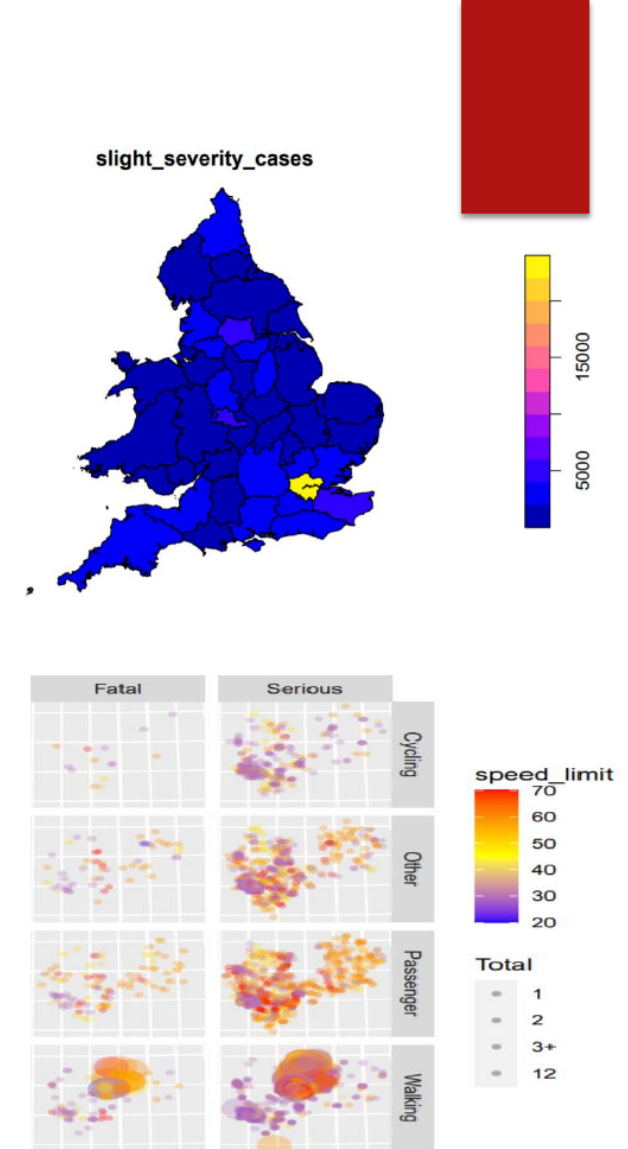 slight_severity_cases
15000
5000
Fatal Serious
Cycling
Other
Passenger
Walking
speed_limit
70
60
50
40
30
20
Total
1
2
3+
12